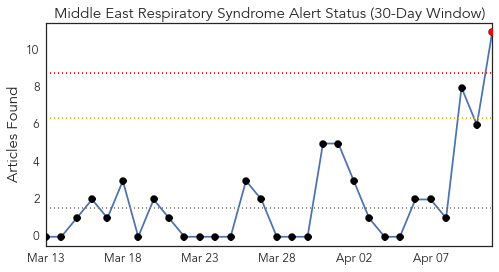 Middle East Respiratory Syndrome Alert Status (30-Day Window)
Articles Found
10
8
6
4
2
0
Mar 13 Mar 18 Mar 23 Mar 28 Apr 02 Apr 07